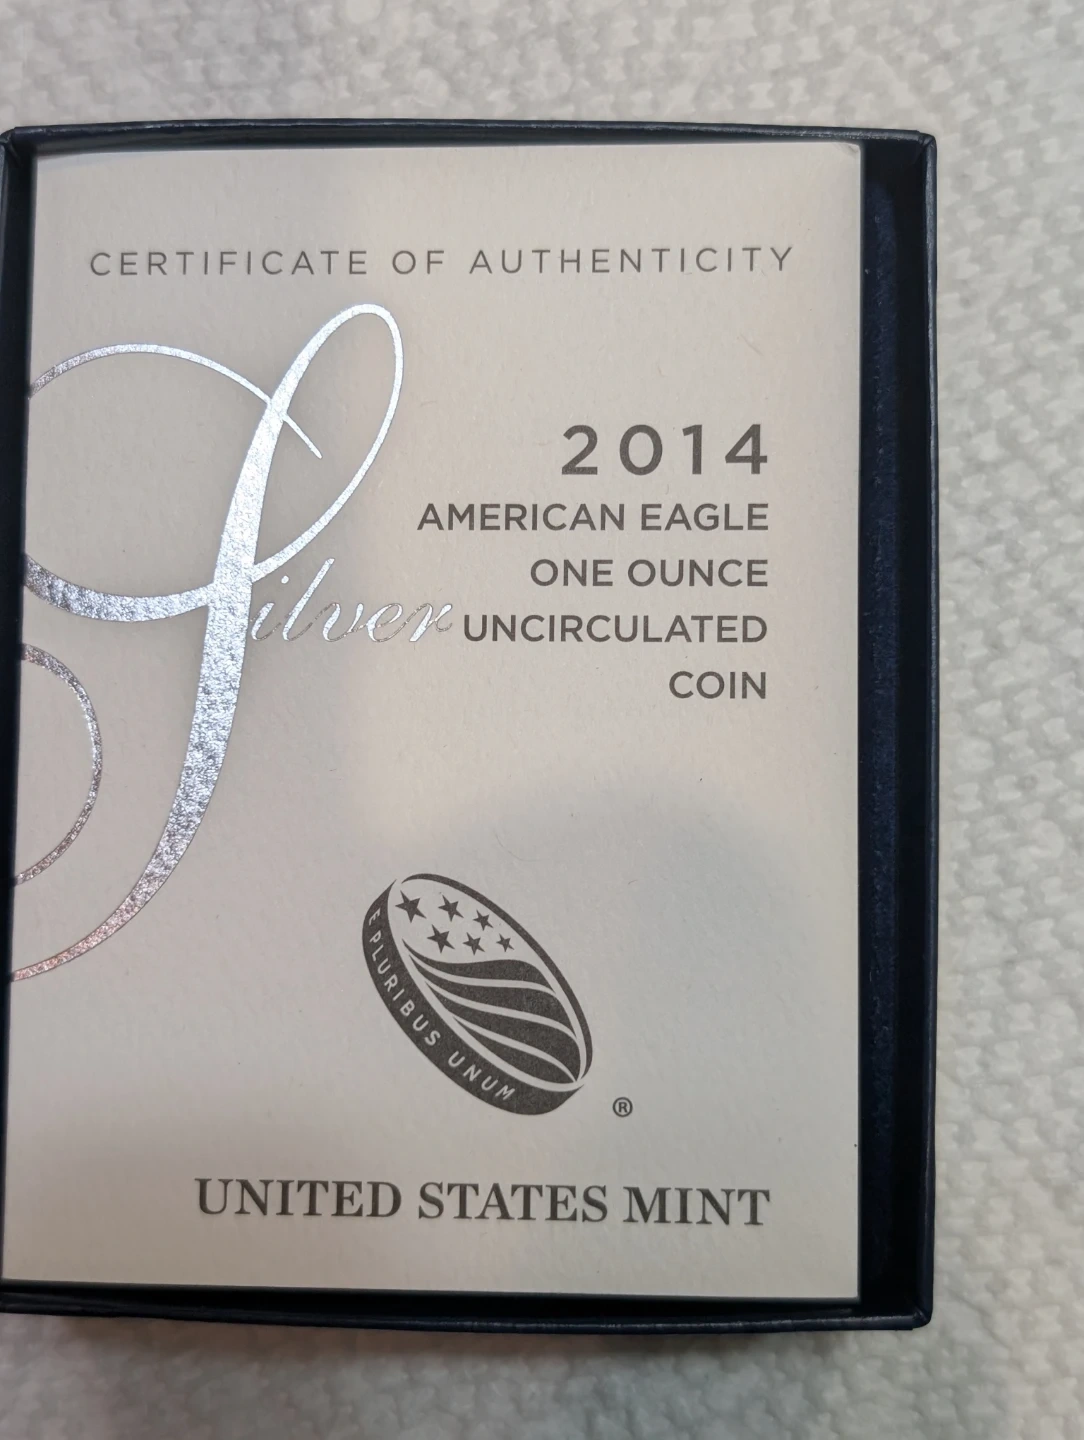 CERTIFICATE OF AUTHENTICITY
2014
AMERICAN EAGLE
ONE OUNCE
Silver UNCIRCULATED
COIN
E PLURIBUS UNUM
®
UNITED STATES MINT